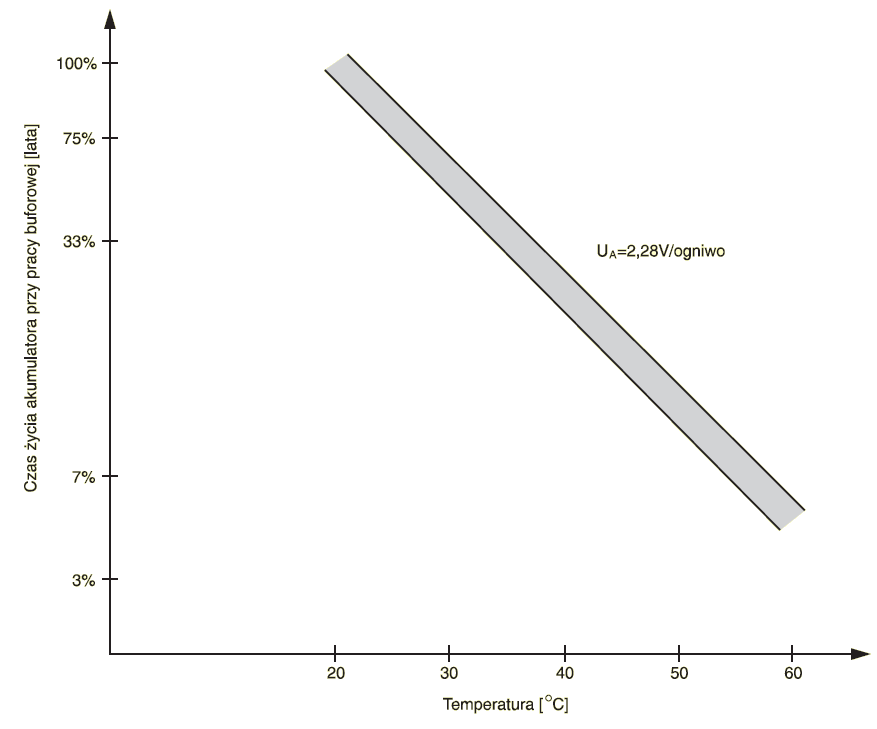 Czas życia akumulatora przy pracy buforowej [lata]
100%
75%
33%
7%
3%
U_A=2,28V/ogniwo
20 30 40 50 60
Temperatura [°C]